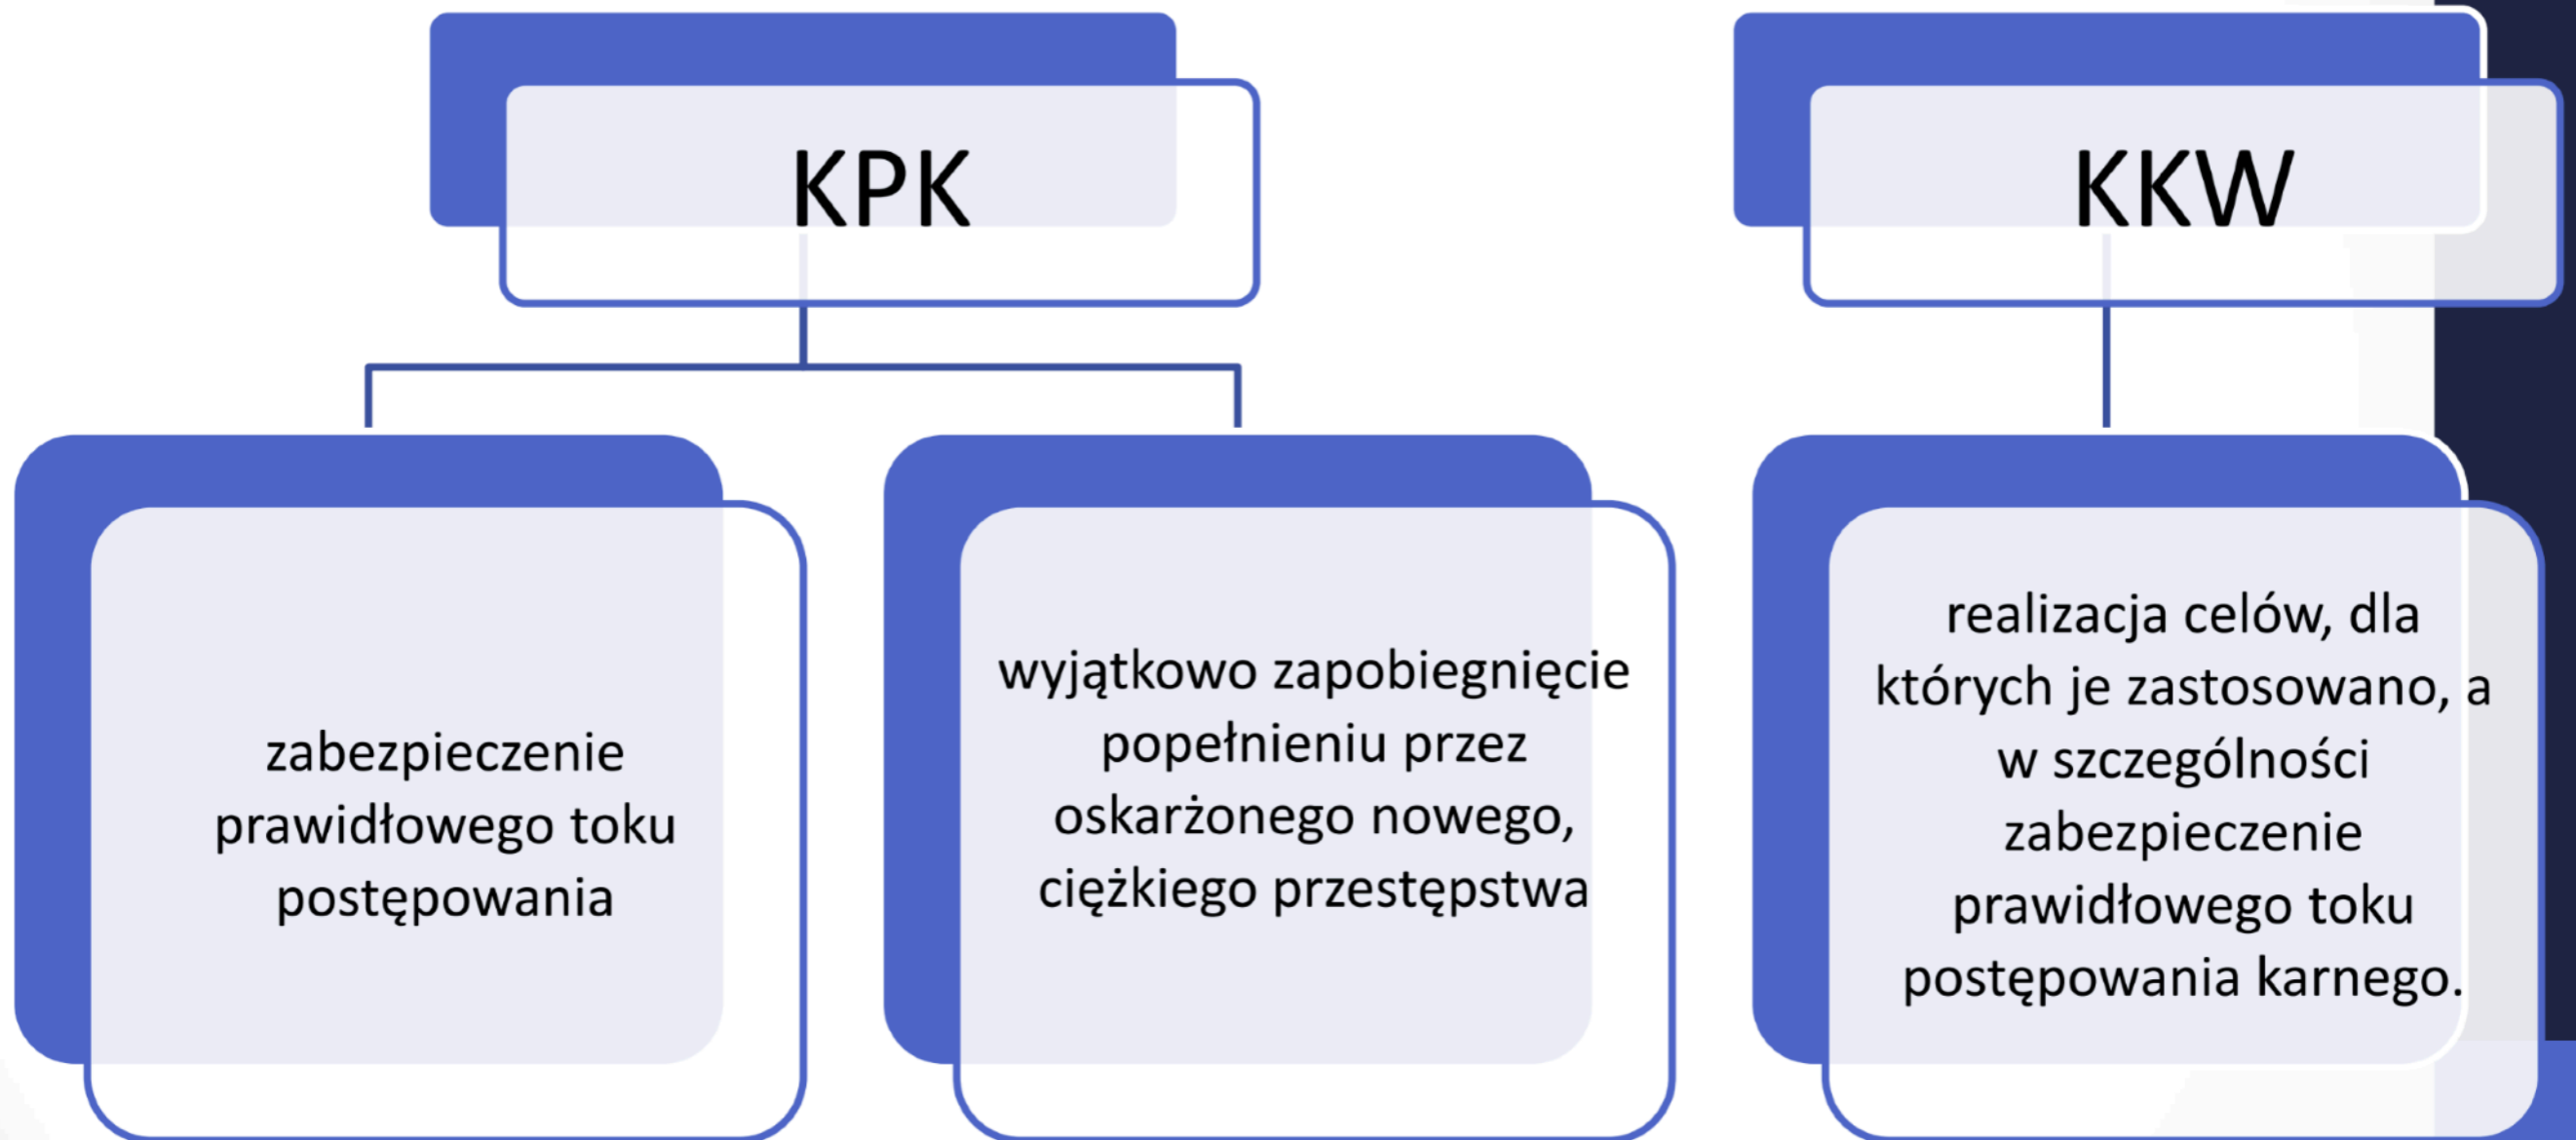 KPK
KKW
zabezpieczenie
prawidłowego toku
postępowania
wyjątkowo zapobiegnięcie
popełnieniu przez
oskarżonego nowego,
ciężkiego przestępstwa
realizacja celów, dla
których je zastosowano, a
w szczególności
zabezpieczenie
prawidłowego toku
postępowania karnego.